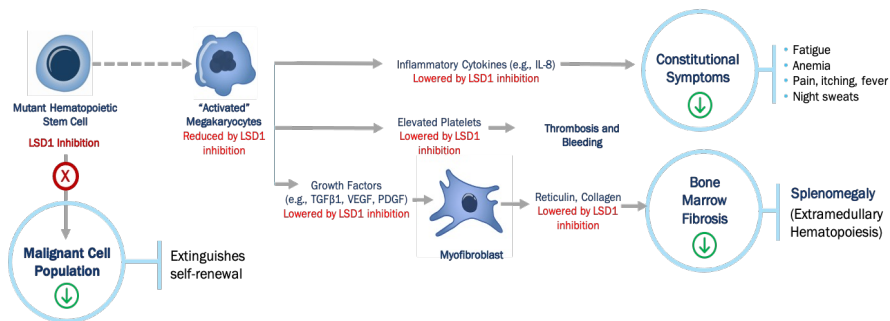 Mutant Hematopoietic
Stem Cell
LSD1 Inhibition
X
Malignant Cell
Population
Extinguishes
self-renewal
“Activated”
Megakaryocytes
Reduced by LSD1
inhibition
Inflammatory Cytokines (e.g., IL-8)
Lowered by LSD1 inhibition
Constitutional
Symptoms
• Fatigue
• Anemia
• Pain, itching, fever
• Night sweats
Elevated Platelets
Lowered by LSD1
inhibition
Thrombosis and
Bleeding
Growth Factors
(e.g., TGFβ1, VEGF, PDGF)
Lowered by LSD1 inhibition
Myofibroblast
Reticulin, Collagen
Lowered by LSD1
inhibition
Bone
Marrow
Fibrosis
Splenomegaly
(Extramedullary
Hematopoiesis)